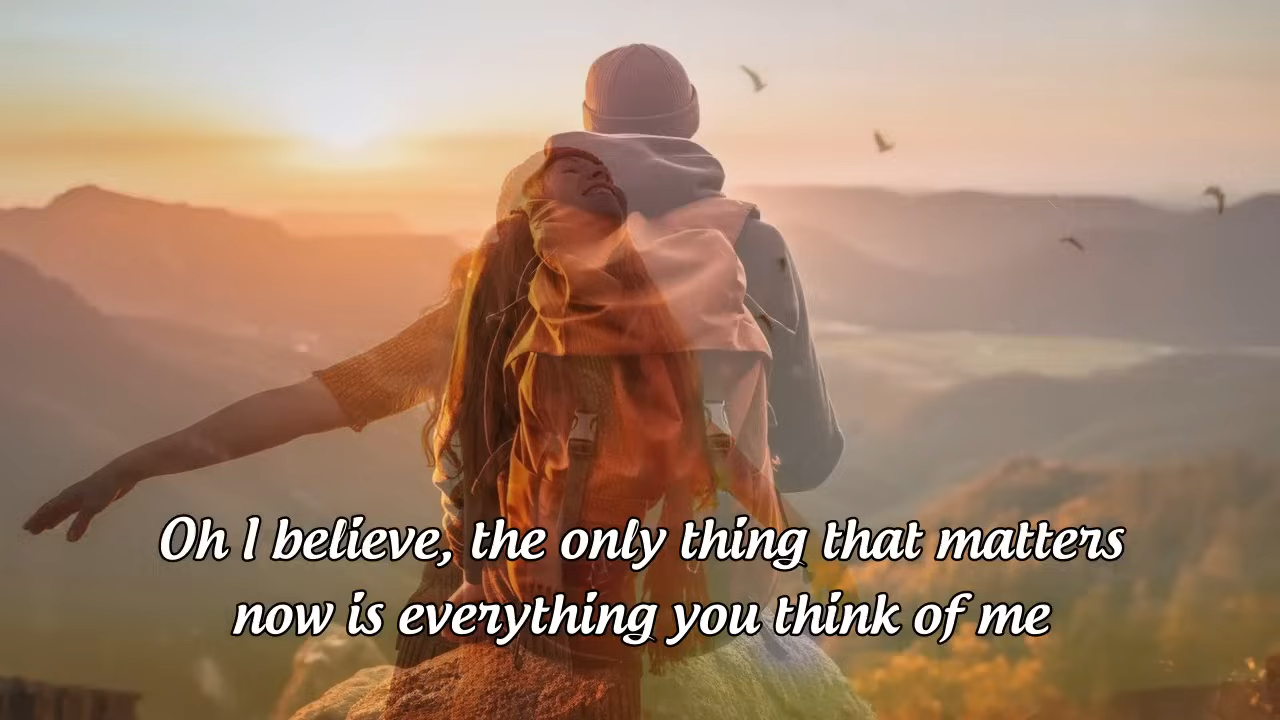 Oh I believe, the only thing that matters
now is everything you think of me